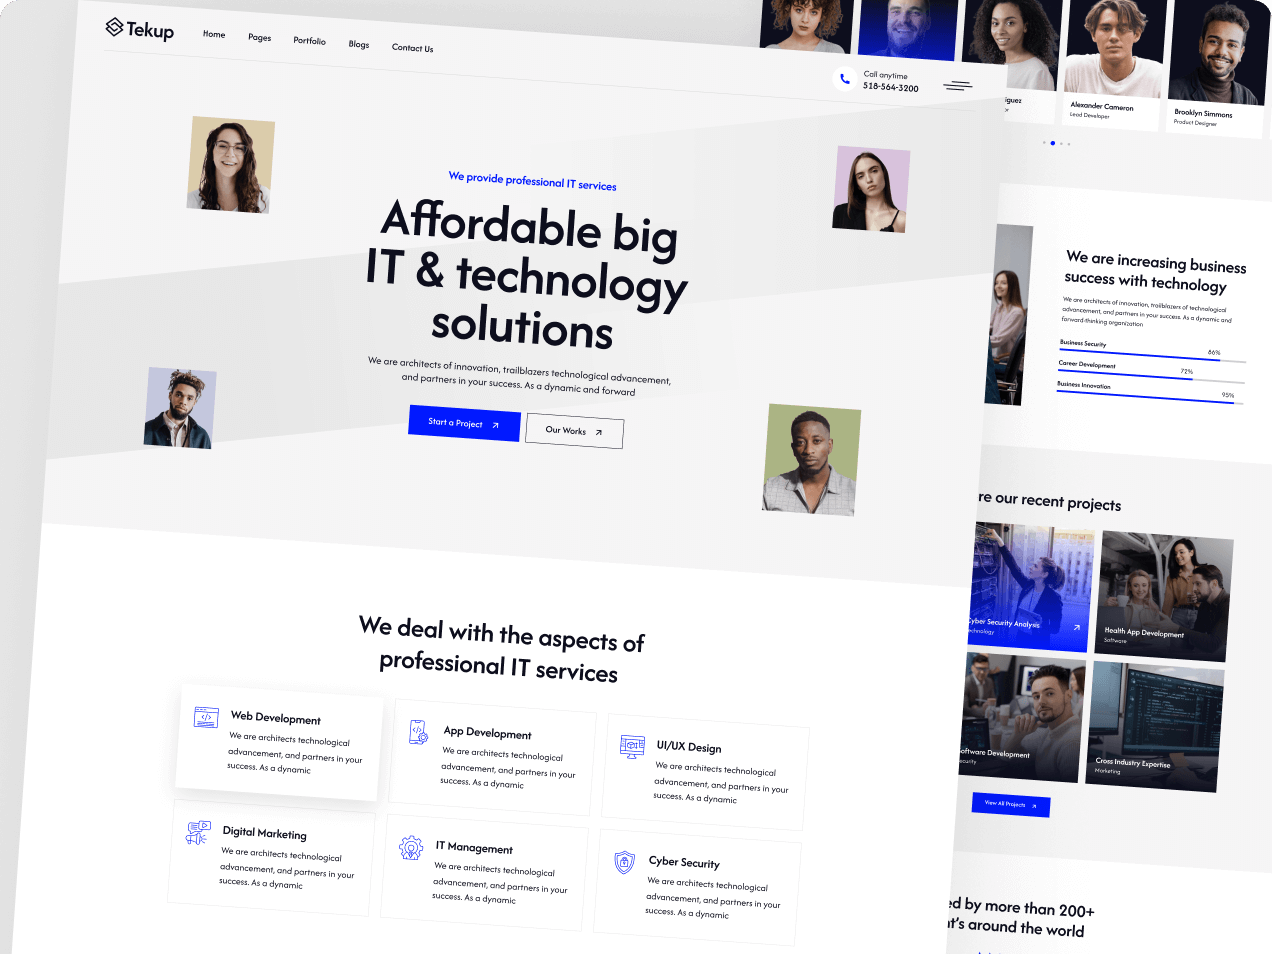 Tekup
Home
Pages
Portfolio
Blogs
Contact Us
Call anytime
518-564-3200
We provide professional IT services
Affordable big
IT & technology
solutions
We are architects of innovation, trailblazers technological advancement,
and partners in your success. As a dynamic and forward
Start a Project
Our Works
We deal with the aspects of
professional IT services
Web Development
We are architects technological
advancement, and partners in your
success. As a dynamic
App Development
We are architects technological
advancement, and partners in your
success. As a dynamic
UI/UX Design
We are architects technological
advancement, and partners in your
success. As a dynamic
Digital Marketing
We are architects technological
advancement, and partners in your
success. As a dynamic
IT Management
We are architects technological
advancement, and partners in your
success. As a dynamic
Cyber Security
We are architects technological
advancement, and partners in your
success. As a dynamic
iguez
Alexander Cameron
Lead Developer
Brooklyn Simmons
Product Designer
We are increasing business
success with technology
We are architects of innovation, trailblazers of technological
advancement, and partners in your success. As a dynamic and
forward-thinking organization
Business Security
86%
Career Development
72%
Business Innovation
95%
re our recent projects
Cyber Security Analysis
echnology
Health App Development
Software
oftware Development
ecurity
Cross Industry Expertise
Marketing
View All Projects
ed by more than 200+
nt's around the world